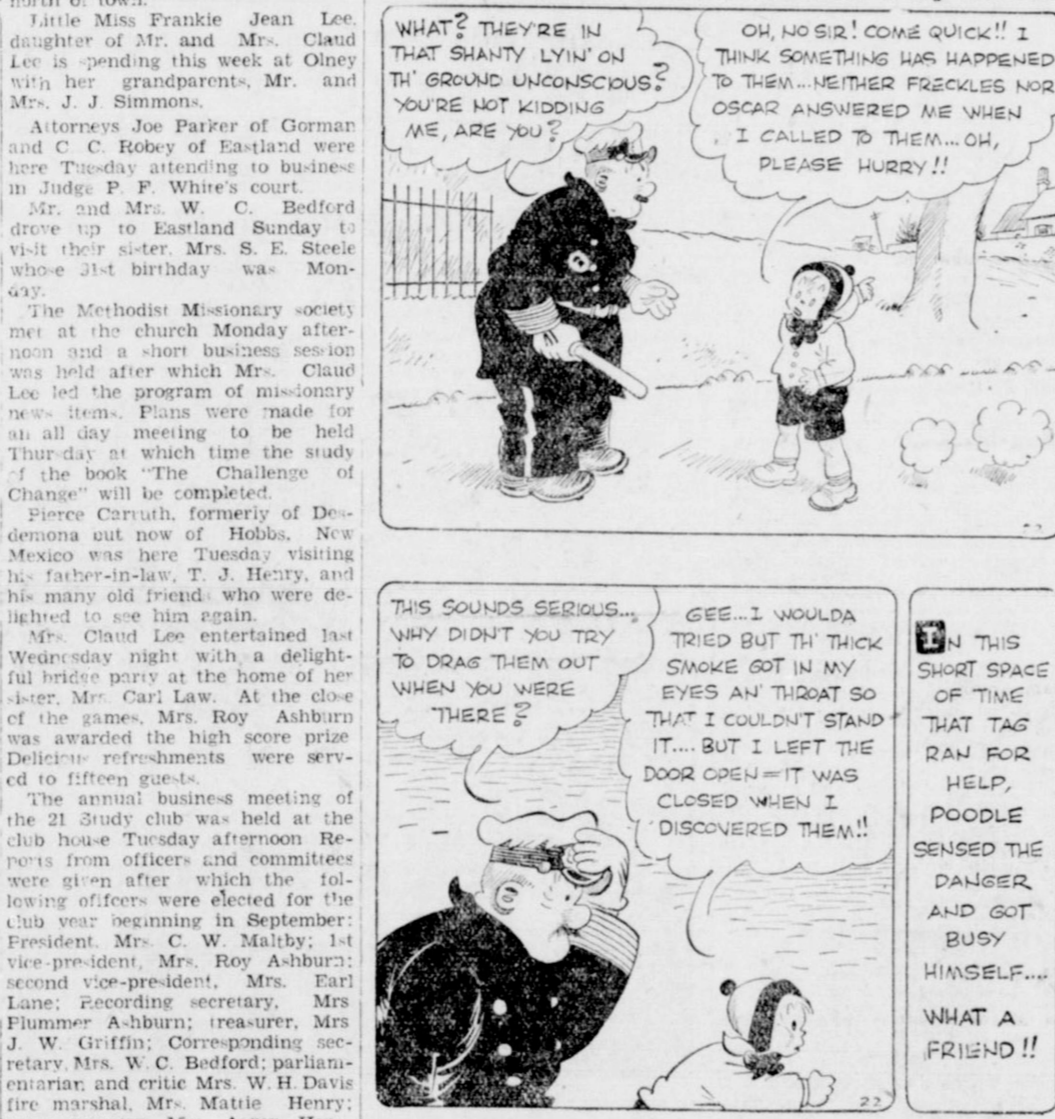 north of town.
Little Miss Frankie Jean Lee,
daughter of Mr. and Mrs. Claud
Lee is spending this week at Olney
with her grandparents, Mr. and
Mrs. J. J. Simmons.
Attorneys Joe Parker of Gorman
and C. C. Robey of Eastland were
here Tuesday attending to business
in Judge P. F. White's court.
Mr. and Mrs. W. C. Bedford
drove up to Eastland Sunday to
visit their sister, Mrs. S. E. Steele
whose 31st birthday was Mon-
day.
The Methodist Missionary society
met at the church Monday after-
noon and a short business session
was held after which Mrs. Claud
Lee led the program of missionary
news items. Plans were made for
an all day meeting to be held
Thursday at which time the study
of the book "The Challenge of
Change" will be completed.
Pierce Carruth, formerly of Des-
demona but now of Hobbs, New
Mexico was here Tuesday visiting
his father-in-law, T. J. Henry, and
his many old friends who were de-
lighted to see him again.
Mrs. Claud Lee entertained last
Wednesday night with a delight-
ful bridge party at the home of her
sister, Mrs. Carl Law. At the close
of the games, Mrs. Roy Ashburn
was awarded the high score prize
Delicious refreshments were serv-
ed to fifteen guests.
The annual business meeting of
the 21 Study club was held at the
club house Tuesday afternoon Re-
ports from officers and committees
were given after which the fol-
lowing ofifcers were elected for the
club year beginning in September:
President, Mrs. C. W. Maltby; 1st
vice-president, Mrs. Roy Ashburn;
second vice-president, Mrs. Earl
Lane; Recording secretary, Mrs
Plummer Ashburn; treasurer, Mrs
J. W. Griffin; Corresponding sec-
retary, Mrs. W. C. Bedford; parliam-
entarian and critic Mrs. W. H. Davis
fire marshal, Mrs. Mattie Henry;
WHAT? THEY'RE IN
THAT SHANTY LYIN' ON
TH' GROUND UNCONSCIOUS?
YOU'RE NOT KIDDING
ME, ARE YOU?
OH, NO SIR! COME QUICK!! I
THINK SOMETHING HAS HAPPENED
TO THEM...NEITHER FRECKLES NOR
OSCAR ANSWERED ME WHEN
I CALLED TO THEM...OH,
PLEASE HURRY!!
THIS SOUNDS SERIOUS...
WHY DIDN'T YOU TRY
TO DRAG THEM OUT
WHEN YOU WERE
THERE?
GEE...I WOULDA
TRIED BUT TH' THICK
SMOKE GOT IN MY
EYES AN' THROAT SO
THAT I COULDN'T STAND
IT.... BUT I LEFT THE
DOOR OPEN=IT WAS
CLOSED WHEN I
DISCOVERED THEM!!
22
IN THIS
SHORT SPACE
OF TIME
THAT TAG
RAN FOR
HELP,
POODLE
SENSED THE
DANGER
AND GOT
BUSY
HIMSELF....
WHAT A
FRIEND!!